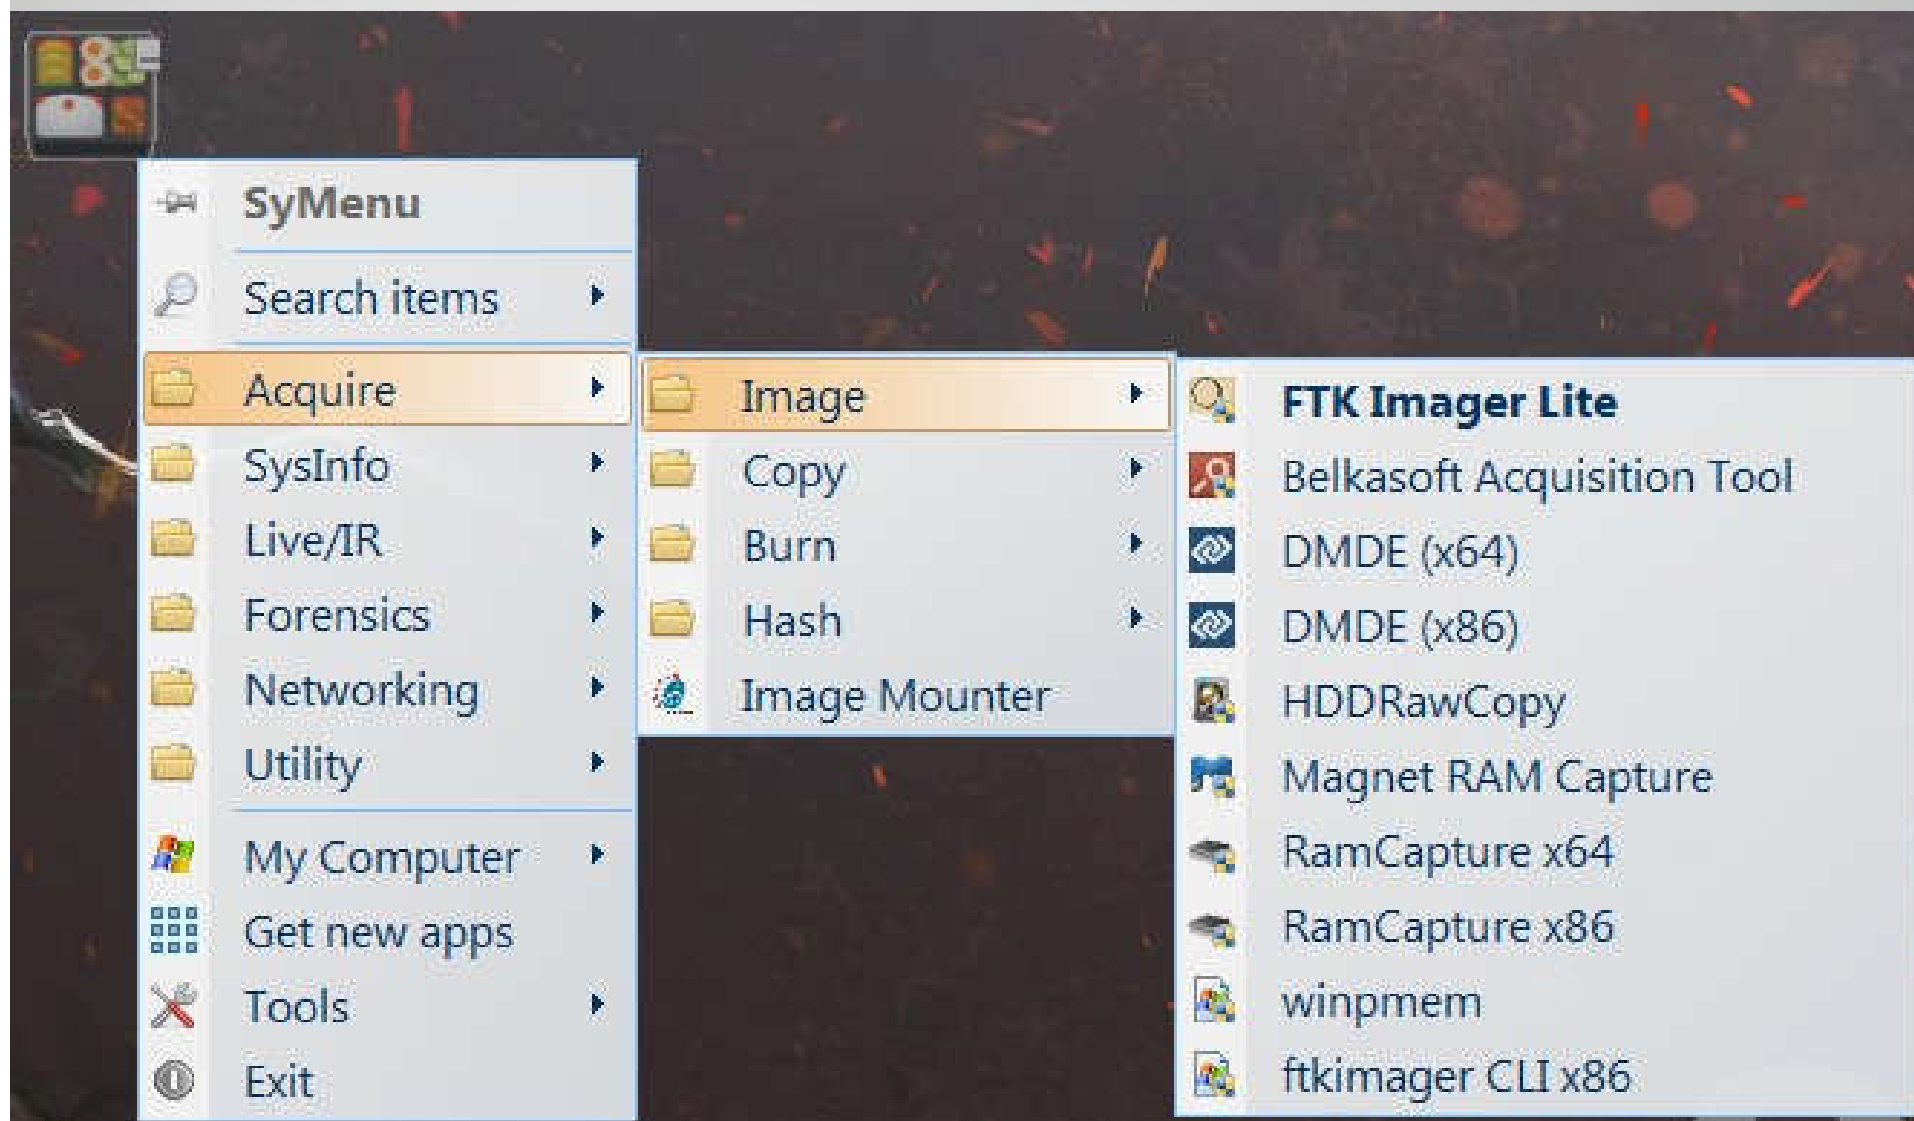 SyMenu
Search items
Acquire
SysInfo
Live/IR
Forensics
Networking
Utility
My Computer
Get new apps
Tools
Exit
Image
Copy
Burn
Hash
Image Mounter
FTK Imager Lite
Belkasoft Acquisition Tool
DMDE (x64)
DMDE (x86)
HDDRawCopy
Magnet RAM Capture
RamCapture x64
RamCapture x86
winpmem
ftkimager CLI x86